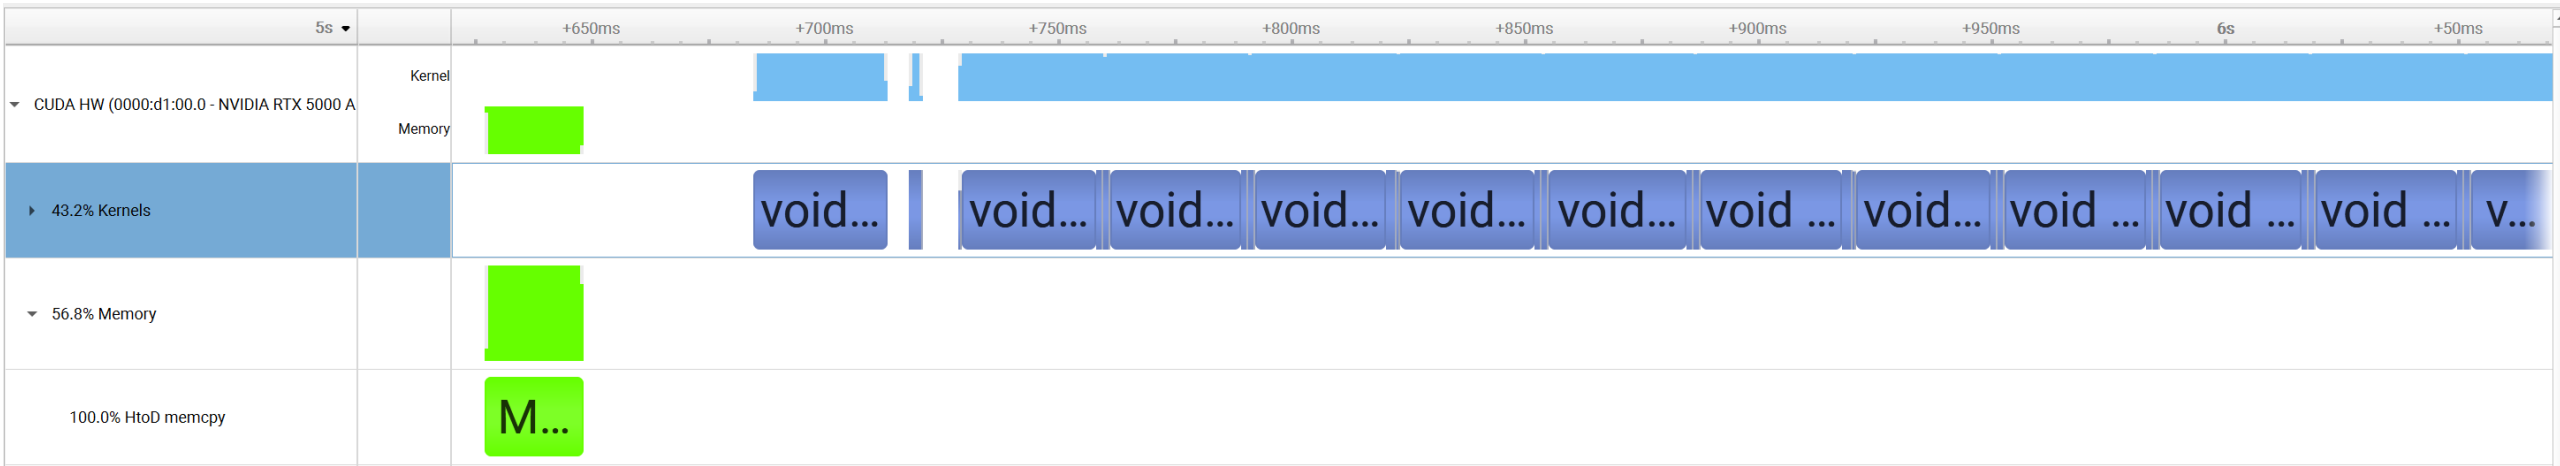 5s +650ms +700ms +750ms +800ms +850ms +900ms +950ms 6s +50ms
Kernel
CUDA HW (0000:d1:00.0 - NVIDIA RTX 5000 A
Memory
43.2% Kernels void... void... void... void... void... void... void ... void... void ... void ... void ... v...
56.8% Memory
100.0% HtoD memcpy M...